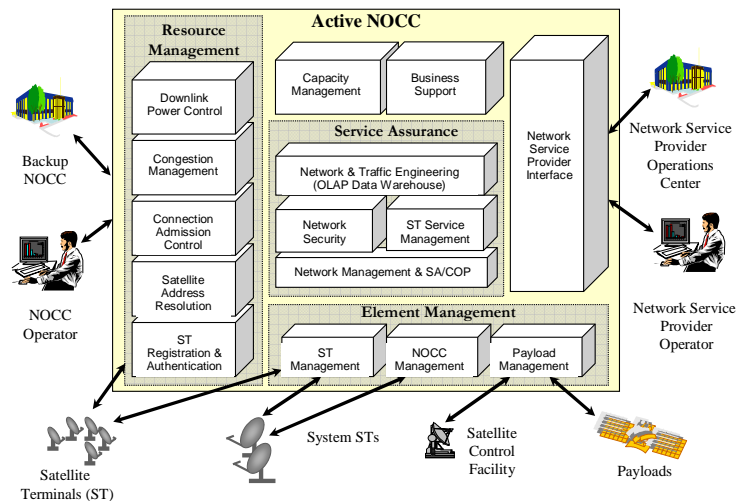 Active NOCC
Resource
Management
Downlink
Power Control
Congestion
Management
Connection
Admission
Control
Satellite
Address
Resolution
ST
Registration &
Authentication
Capacity
Management
Business
Support
Service Assurance
Network & Traffic Engineering
(OLAP Data Warehouse)
Network
Security
ST Service
Management
Network Management & SA/COP
Network
Service
Provider
Interface
Element Management
ST
Management
NOCC
Management
Payload
Management
Backup
NOCC
NOCC
Operator
Network Service
Provider
Operations
Center
Network Service
Provider
Operator
Satellite
Terminals (ST)
System STs
Satellite
Control
Facility
Payloads